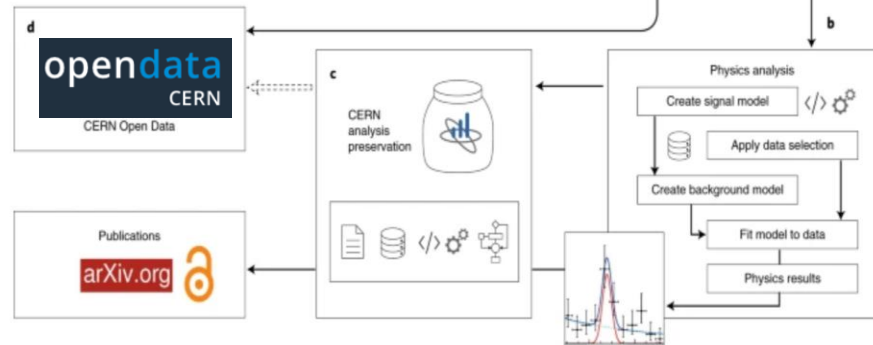 d
opendata
CERN
CERN Open Data
c
CERN
analysis
preservation
</>
b
Physics analysis
Create signal model
</>
Apply data selection
Create background model
Fit model to data
Physics results
Publications
arXiv.org